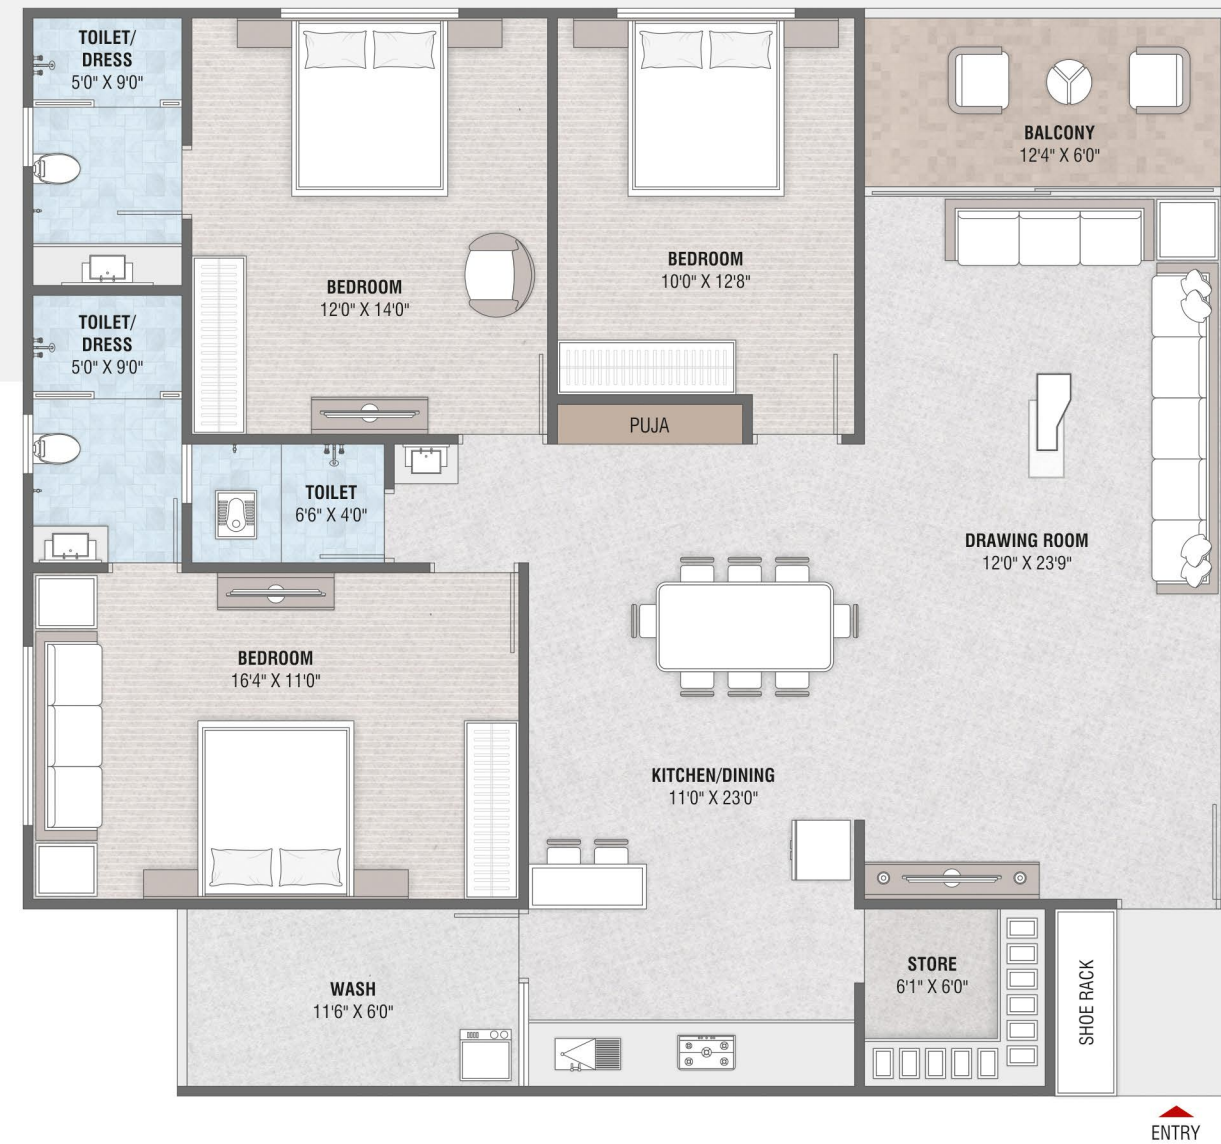 TOILET/
DRESS
5'0" X 9'0"
BALCONY
12'4" X 6'0"
BEDROOM
12'0" X 14'0"
BEDROOM
10'0" X 12'8"
TOILET/
DRESS
5'0" X 9'0"
PUJA
TOILET
6'6" X 4'0"
DRAWING ROOM
12'0" X 23'9"
BEDROOM
16'4" X 11'0"
KITCHEN/DINING
11'0" X 23'0"
WASH
11'6" X 6'0"
STORE
6'1" X 6'0"
SHOE RACK
ENTRY